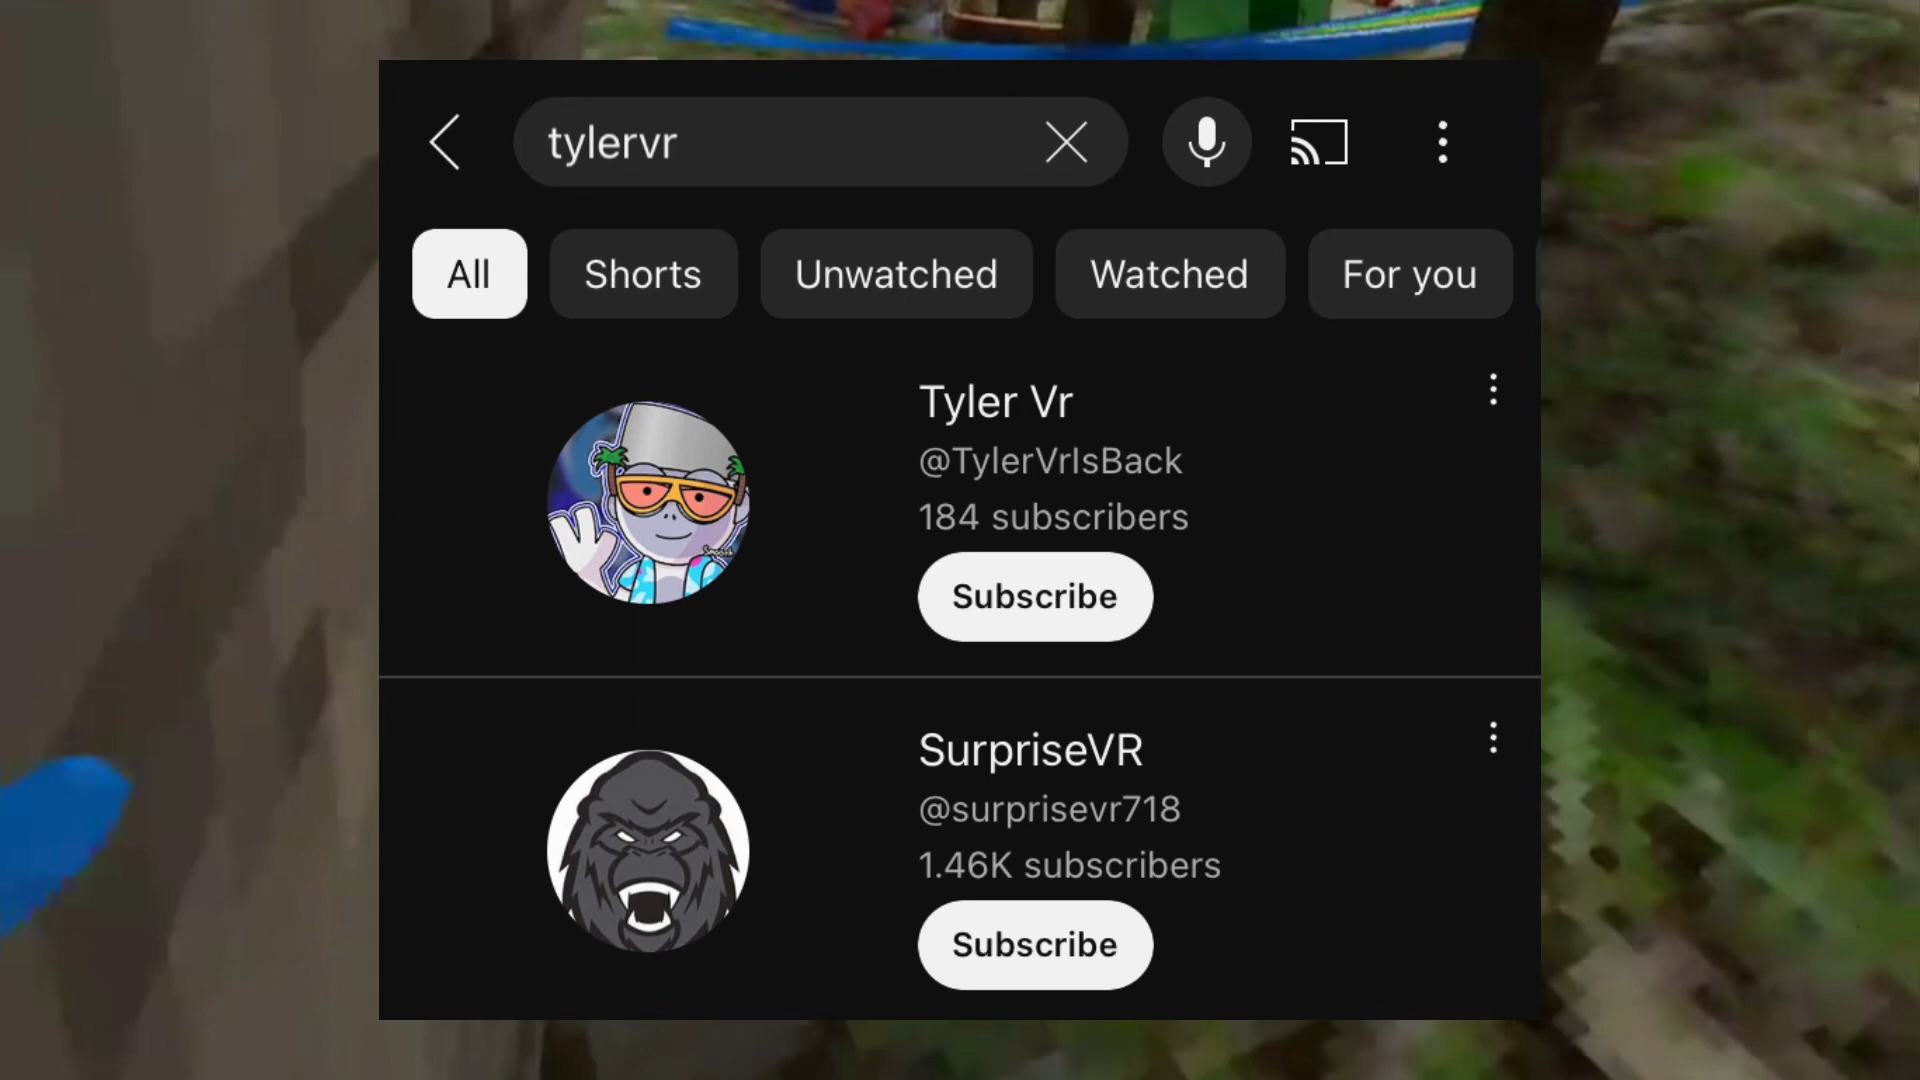 tylervr
All Shorts Unwatched Watched For you
Tyler Vr
@TylerVrIsBack
184 subscribers
Subscribe
SurpriseVR
@surprisevr718
1.46K subscribers
Subscribe